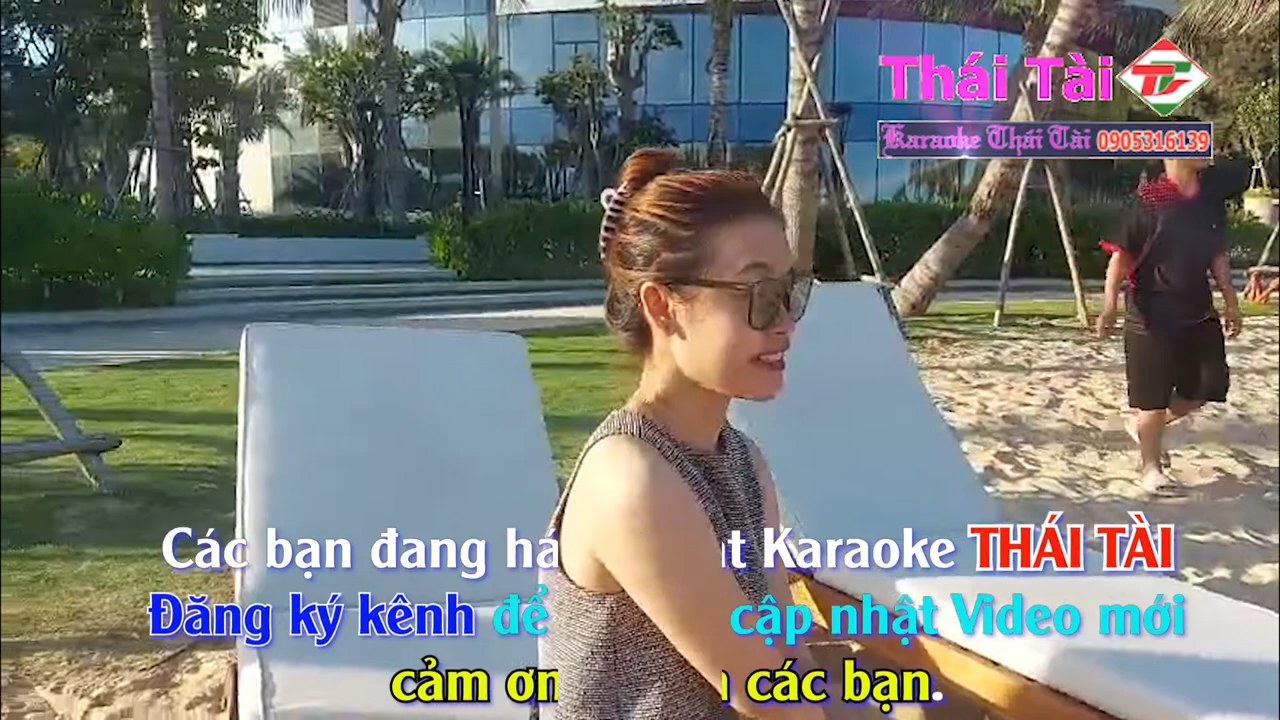 Thái Tài
Karaoke Thái Tài 0905316139
Các bạn đang há t Karaoke THÁI TÀI
Đăng ký kênh để cập nhật Video mới
cảm ơn các bạn.